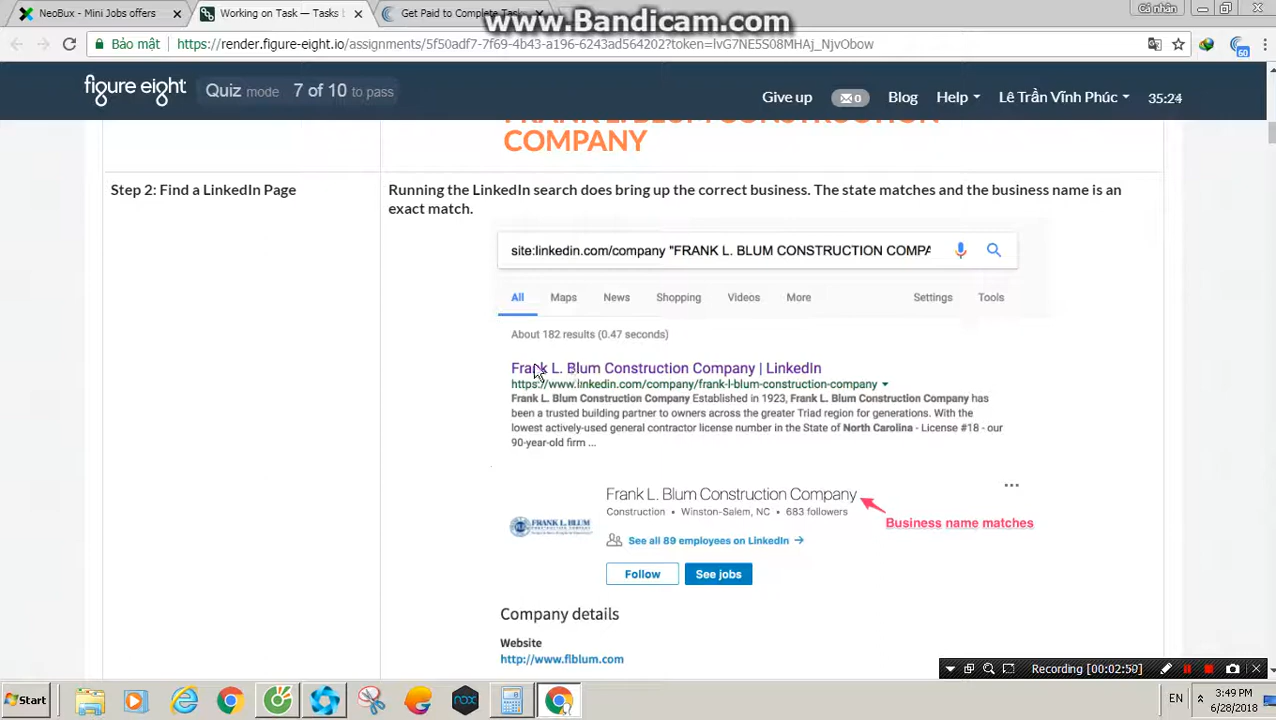 www.Bandicam.com
NeoBux - Mini Jobs offers
Working on Task — Tasks
Get Paid to Complete
Cá nhân
Bảo mật
https://render.figure-eight.io/assignments/5f50adf7-7f69-4b43-a196-6243ad564202?token=lvG7NE5S08MHAj_NjvObow
figure eight
Quiz mode 7 of 10 to pass
Give up
0
Blog
Help
Lê Trần Vĩnh Phúc
35:24
FRANK L. BLUM CONSTRUCTION
COMPANY
Step 2: Find a LinkedIn Page
Running the LinkedIn search does bring up the correct business. The state matches and the business name is an
exact match.
site:linkedin.com/company "FRANK L. BLUM CONSTRUCTION COMPA
All Maps News Shopping Videos More Settings Tools
About 182 results (0.47 seconds)
Frank L. Blum Construction Company | LinkedIn
https://www.linkedin.com/company/frank-l-blum-construction-company
Frank L. Blum Construction Company Established in 1923, Frank L. Blum Construction Company has
been a trusted building partner to owners across the greater Triad region for generations. With the
lowest actively-used general contractor license number in the State of North Carolina - License #18 - our
90-year-old firm ...
Frank L. Blum Construction Company
Construction • Winston-Salem, NC • 683 followers
Business name matches
FRANK L. BLUM
See all 89 employees on LinkedIn
Follow
See jobs
Company details
Website
http://www.flblum.com
Recording [00:02:50]
Start
nox
EN
3:49 PM
6/28/2018